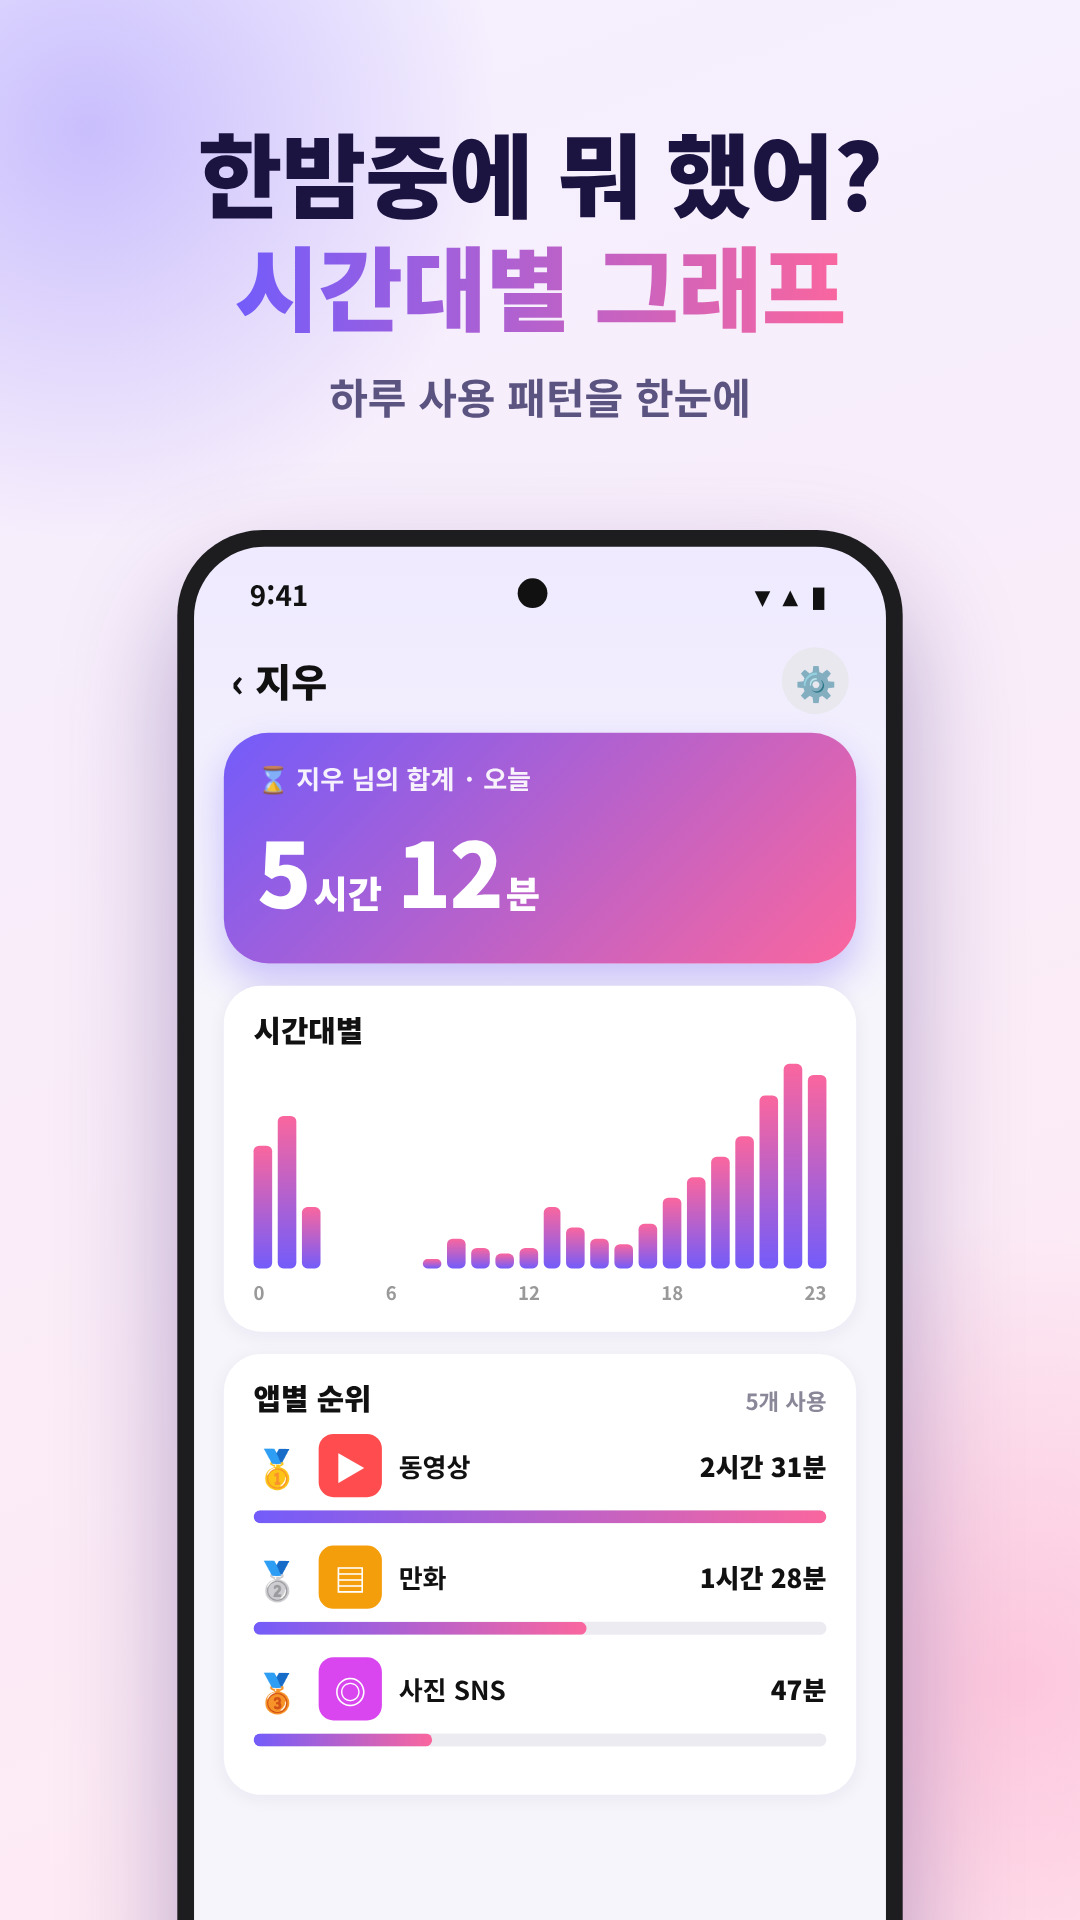 한밤중에 뭐 했어?
시간대별 그래프
하루 사용 패턴을 한눈에
9:41
‹ 지우
지우 님의 합계 · 오늘
5시간 12분
시간대별
0 6 12 18 23
앱별 순위 5개 사용
1 동영상 2시간 31분
2 만화 1시간 28분
3 사진 SNS 47분